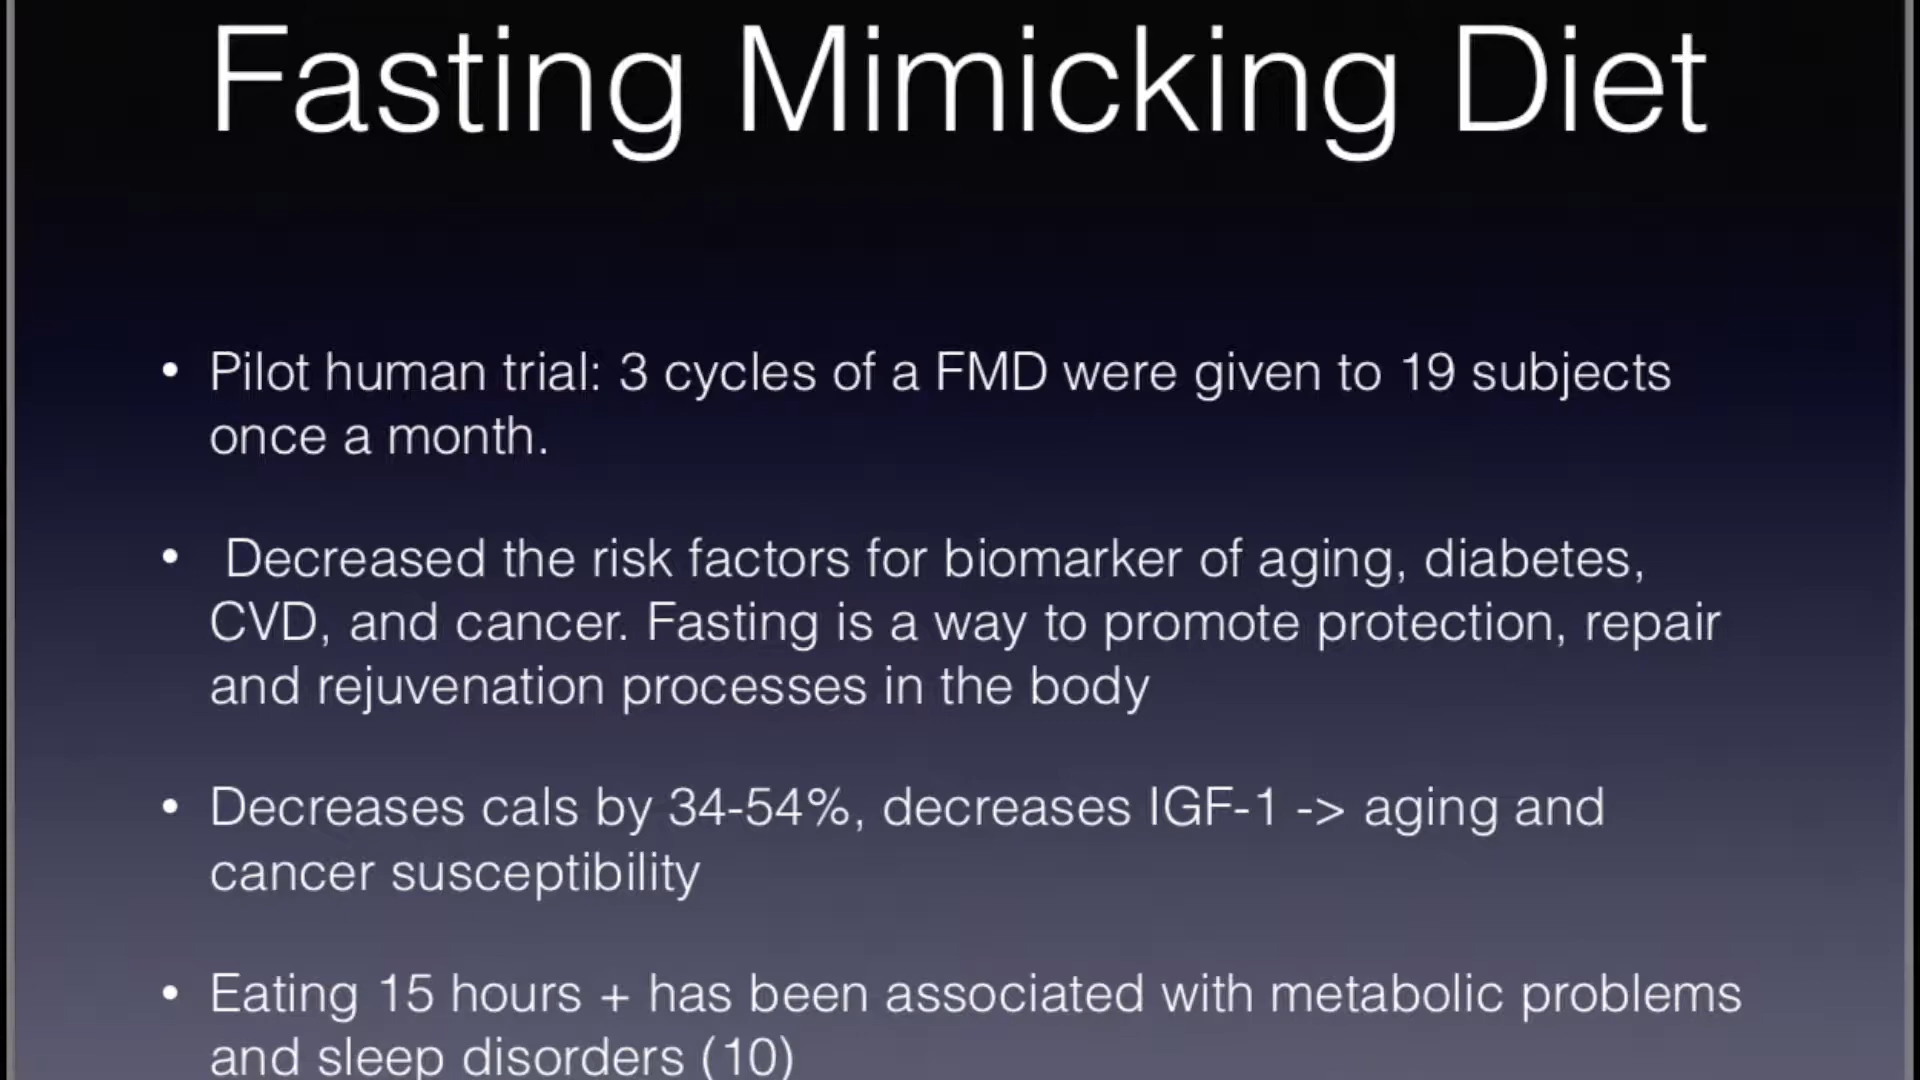 Fasting Mimicking Diet
• Pilot human trial: 3 cycles of a FMD were given to 19 subjects
once a month.
• Decreased the risk factors for biomarker of aging, diabetes,
CVD, and cancer. Fasting is a way to promote protection, repair
and rejuvenation processes in the body
• Decreases cals by 34-54%, decreases IGF-1 -> aging and
cancer susceptibility
• Eating 15 hours + has been associated with metabolic problems
and sleep disorders (10)